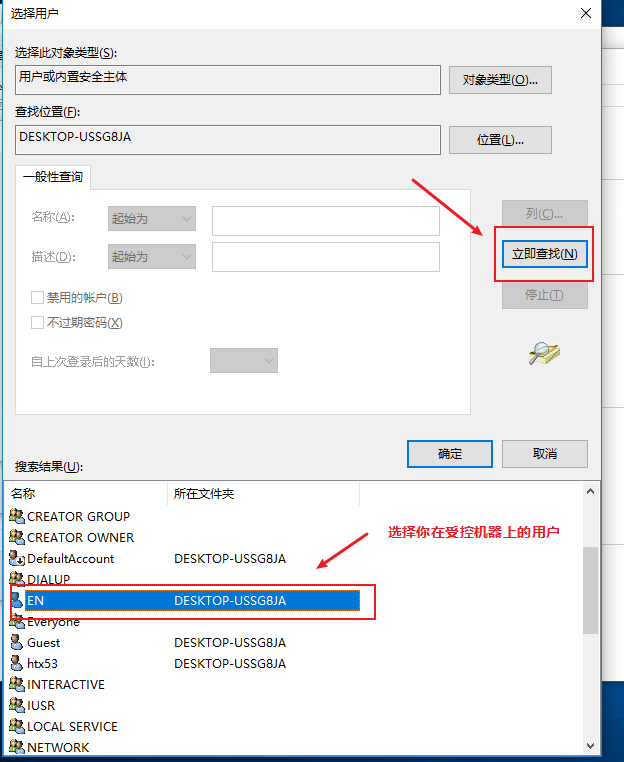 选择用户
选择此对象类型(S):
用户或内置安全主体
对象类型(O)...
查找位置(F):
DESKTOP-USSG8JA
位置(L)...
一般性查询
名称(A):
起始为
列(C)...
描述(D):
起始为
立即查找(N)
停止(T)
禁用的帐户(B)
不过期密码(X)
自上次登录后的天数(I):
确定
取消
搜索结果(U):
名称 所在文件夹
CREATOR GROUP
CREATOR OWNER
选择你在受控机器上的用户
DefaultAccount DESKTOP-USSG8JA
DIALUP
EN DESKTOP-USSG8JA
Everyone
Guest DESKTOP-USSG8JA
htx53 DESKTOP-USSG8JA
INTERACTIVE
IUSR
LOCAL SERVICE
NETWORK